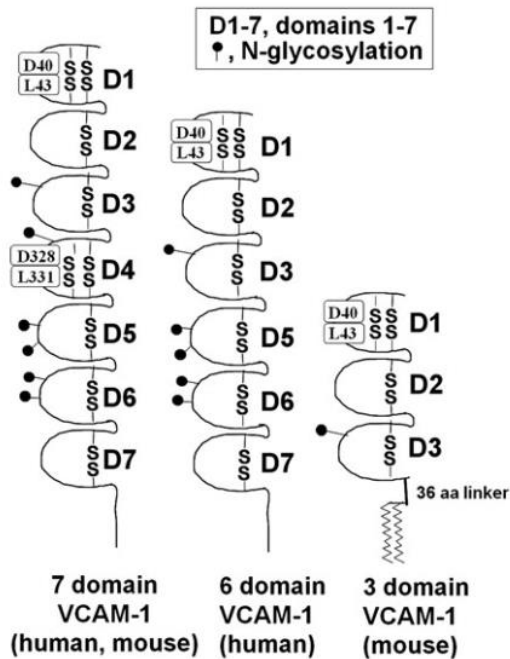 D1-7, domains 1-7
, N-glycosylation
D40
L43
S S
S S
D1
S
S
D2
S
S
D3
D328
L331
S S
S S
D4
S
S
D5
S
S
D6
S
S
D7
7 domain
VCAM-1
(human, mouse)
D40
L43
S S
S S
D1
S
S
D2
S
S
D3
S
S
D5
S
S
D6
S
S
D7
6 domain
VCAM-1
(human)
D40
L43
S S
S S
D1
S
S
D2
S
S
D3
36 aa linker
3 domain
VCAM-1
(mouse)